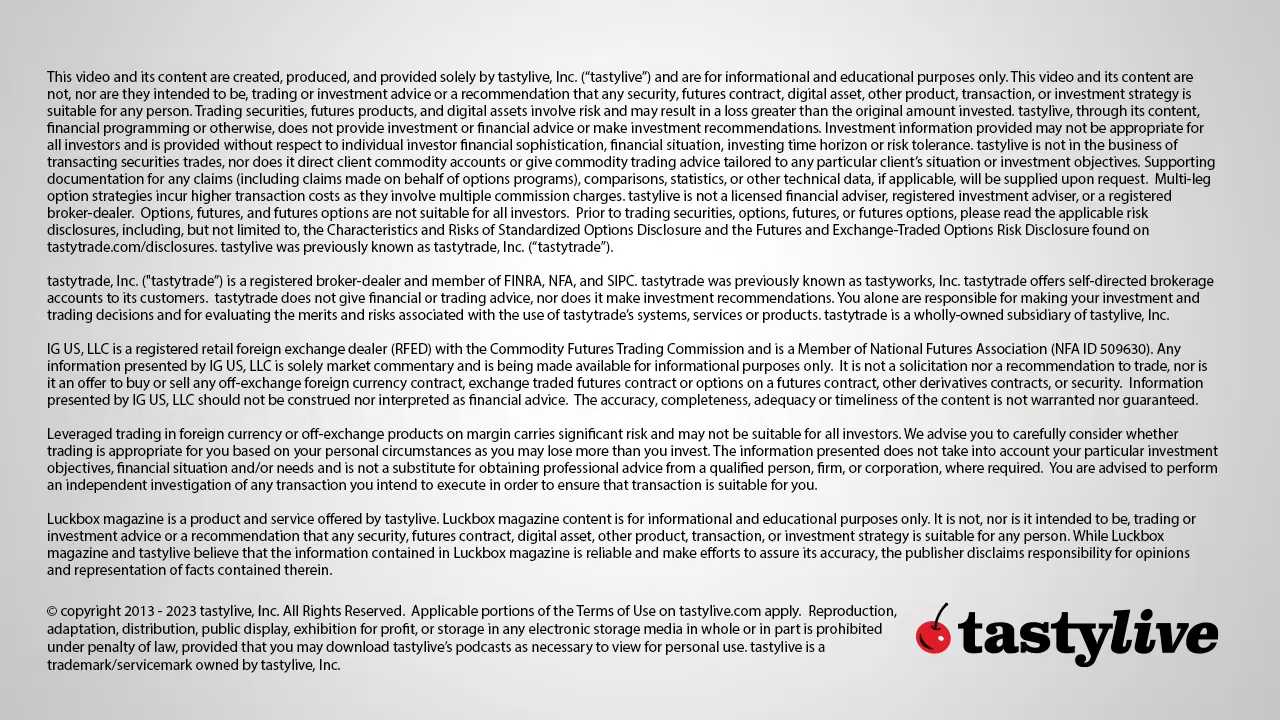 This video and its content are created, produced, and provided solely by tastylive, Inc. (“tastylive”) and are for informational and educational purposes only. This video and its content are
not, nor are they intended to be, trading or investment advice or a recommendation that any security, futures contract, digital asset, other product, transaction, or investment strategy is
suitable for any person. Trading securities, futures products, and digital assets involve risk and may result in a loss greater than the original amount invested. tastylive, through its content,
financial programming or otherwise, does not provide investment or financial advice or make investment recommendations. Investment information provided may not be appropriate for
all investors and is provided without respect to individual investor financial sophistication, financial situation, investing time horizon or risk tolerance. tastylive is not in the business of
transacting securities trades, nor does it direct client commodity accounts or give commodity trading advice tailored to any particular client’s situation or investment objectives. Supporting
documentation for any claims (including claims made on behalf of options programs), comparisons, statistics, or other technical data, if applicable, will be supplied upon request.  Multi-leg
option strategies incur higher transaction costs as they involve multiple commission charges. tastylive is not a licensed financial adviser, registered investment adviser, or a registered
broker-dealer.  Options, futures, and futures options are not suitable for all investors.  Prior to trading securities, options, futures, or futures options, please read the applicable risk
disclosures, including, but not limited to, the Characteristics and Risks of Standardized Options Disclosure and the Futures and Exchange-Traded Options Risk Disclosure found on
tastytrade.com/disclosures. tastylive was previously known as tastytrade, Inc. (“tastytrade”).
tastytrade, Inc. ("tastytrade”) is a registered broker-dealer and member of FINRA, NFA, and SIPC. tastytrade was previously known as tastyworks, Inc. tastytrade offers self-directed brokerage
accounts to its customers.  tastytrade does not give financial or trading advice, nor does it make investment recommendations. You alone are responsible for making your investment and
trading decisions and for evaluating the merits and risks associated with the use of tastytrade’s systems, services or products. tastytrade is a wholly-owned subsidiary of tastylive, Inc.
IG US, LLC is a registered retail foreign exchange dealer (RFED) with the Commodity Futures Trading Commission and is a Member of National Futures Association (NFA ID 509630). Any
information presented by IG US, LLC is solely market commentary and is being made available for informational purposes only.  It is not a solicitation nor a recommendation to trade, nor is
it an offer to buy or sell any off-exchange foreign currency contract, exchange traded futures contract or options on a futures contract, other derivatives contracts, or security.  Information
presented by IG US, LLC should not be construed nor interpreted as financial advice.  The accuracy, completeness, adequacy or timeliness of the content is not warranted nor guaranteed.
Leveraged trading in foreign currency or off-exchange products on margin carries significant risk and may not be suitable for all investors. We advise you to carefully consider whether
trading is appropriate for you based on your personal circumstances as you may lose more than you invest. The information presented does not take into account your particular investment
objectives, financial situation and/or needs and is not a substitute for obtaining professional advice from a qualified person, firm, or corporation, where required.  You are advised to perform
an independent investigation of any transaction you intend to execute in order to ensure that transaction is suitable for you.
Luckbox magazine is a product and service offered by tastylive. Luckbox magazine content is for informational and educational purposes only. It is not, nor is it intended to be, trading or
investment advice or a recommendation that any security, futures contract, digital asset, other product, transaction, or investment strategy is suitable for any person. While Luckbox
magazine and tastylive believe that the information contained in Luckbox magazine is reliable and make efforts to assure its accuracy, the publisher disclaims responsibility for opinions
and representation of facts contained therein.
© copyright 2013 - 2023 tastylive, Inc. All Rights Reserved.  Applicable portions of the Terms of Use on tastylive.com apply.  Reproduction,
adaptation, distribution, public display, exhibition for profit, or storage in any electronic storage media in whole or in part is prohibited
under penalty of law, provided that you may download tastylive’s podcasts as necessary to view for personal use. tastylive is a
trademark/servicemark owned by tastylive, Inc.
tastylive